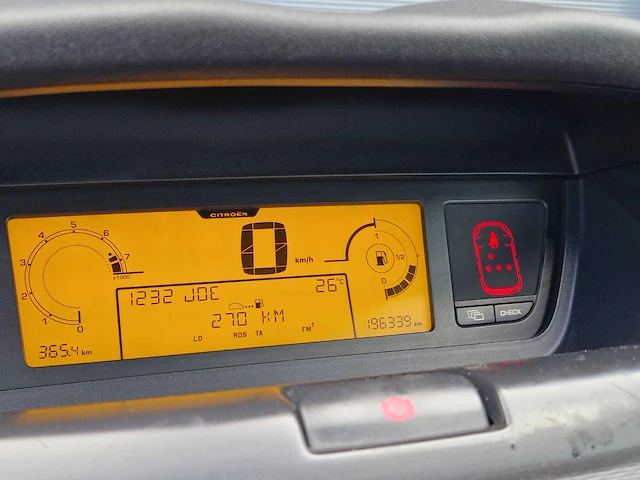 CITROËN
5
4
6
3
7
x1000
2
1
0
0 km/h
1
1/2
0
1232 JOE 26°C
270 KM
LO RDS TA FM1
365.4 km
196339 km
CHECK